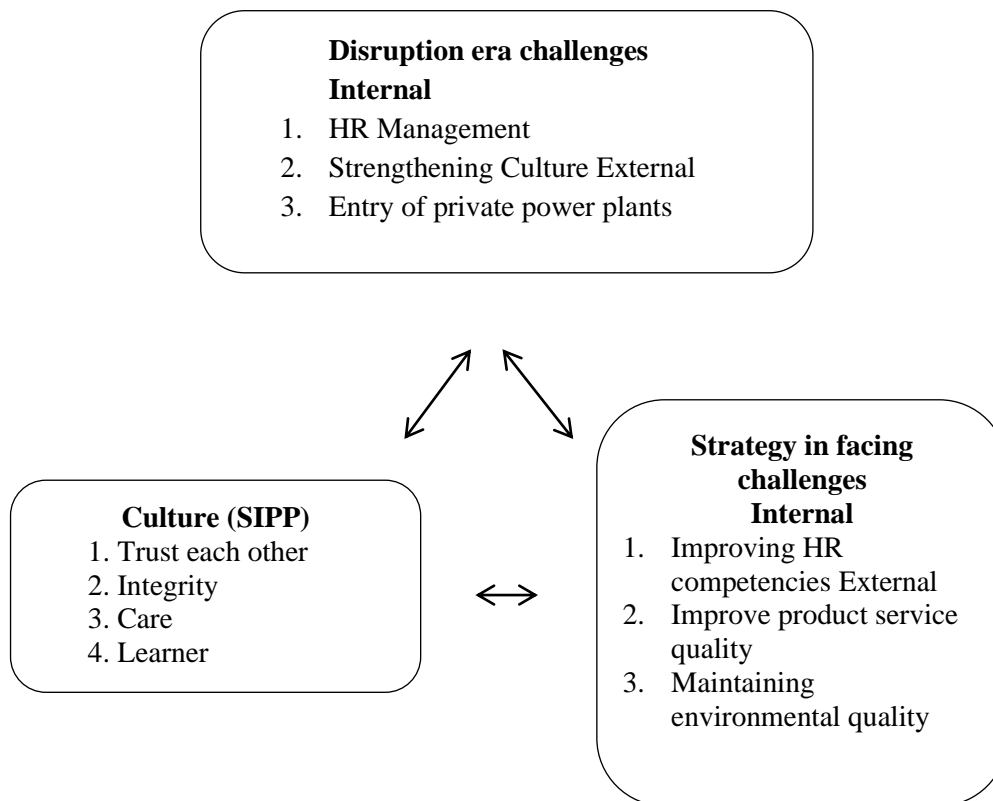 Disruption era challenges
Internal
1. HR Management
2. Strengthening Culture External
3. Entry of private power plants
Culture (SIPP)
1. Trust each other
2. Integrity
3. Care
4. Learner
Strategy in facing
challenges
Internal
1. Improving HR
competencies External
2. Improve product service
quality
3. Maintaining
environmental quality